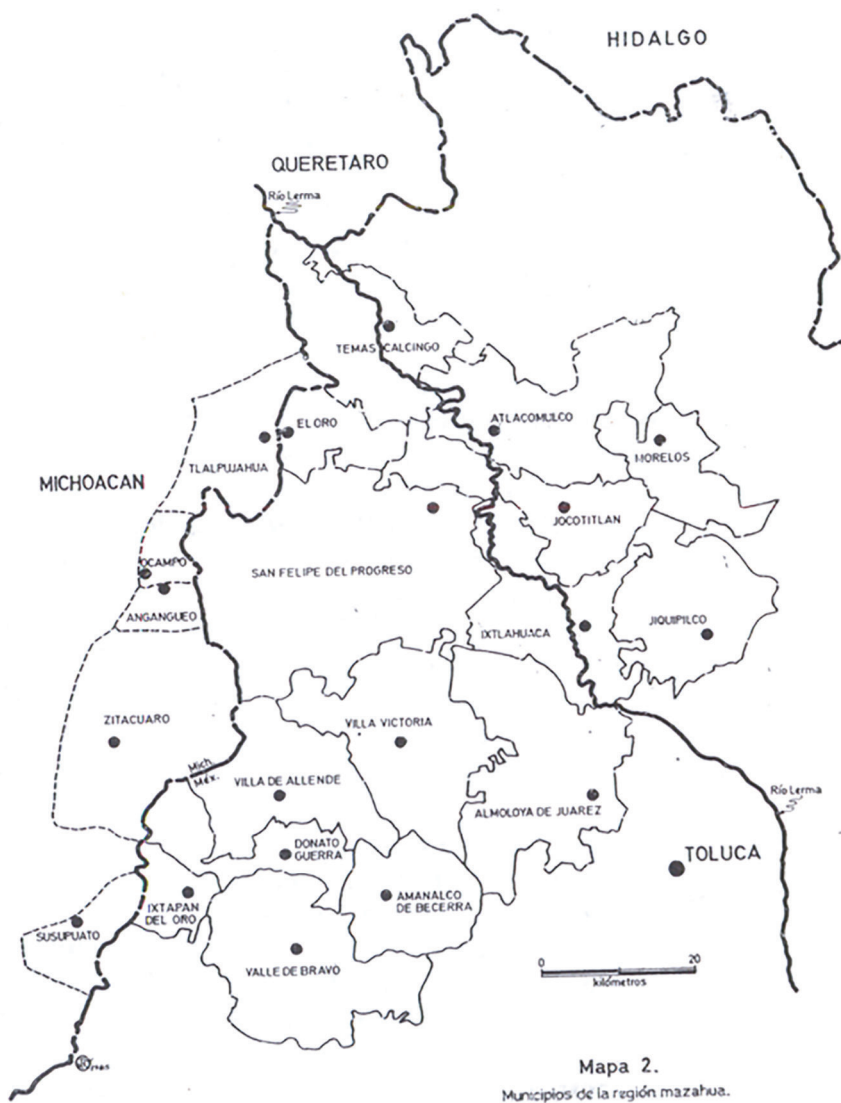 HIDALGO
QUERETARO
Río Lerma
TEMASCALCINGO
EL ORO
ATLACOMULCO
TLALPUJAHUA
MORELOS
MICHOACAN
JOCOTITLAN
OCAMPO
SAN FELIPE DEL PROGRESO
ANGANGUEO
IXTLAHUACA
JIQUIPILCO
ZITACUARO
VILLA VICTORIA
Mich.
Méx.
VILLA DE ALLENDE
Río Lerma
ALMOLOYA DE JUAREZ
DONATO
GUERRA
TOLUCA
AMANALCO
DE BECERRA
IXTAPAN
DEL ORO
SUSUPUATO
VALLE DE BRAVO
0 20
kilómetros
Mapa 2.
Municipios de la región mazahua.